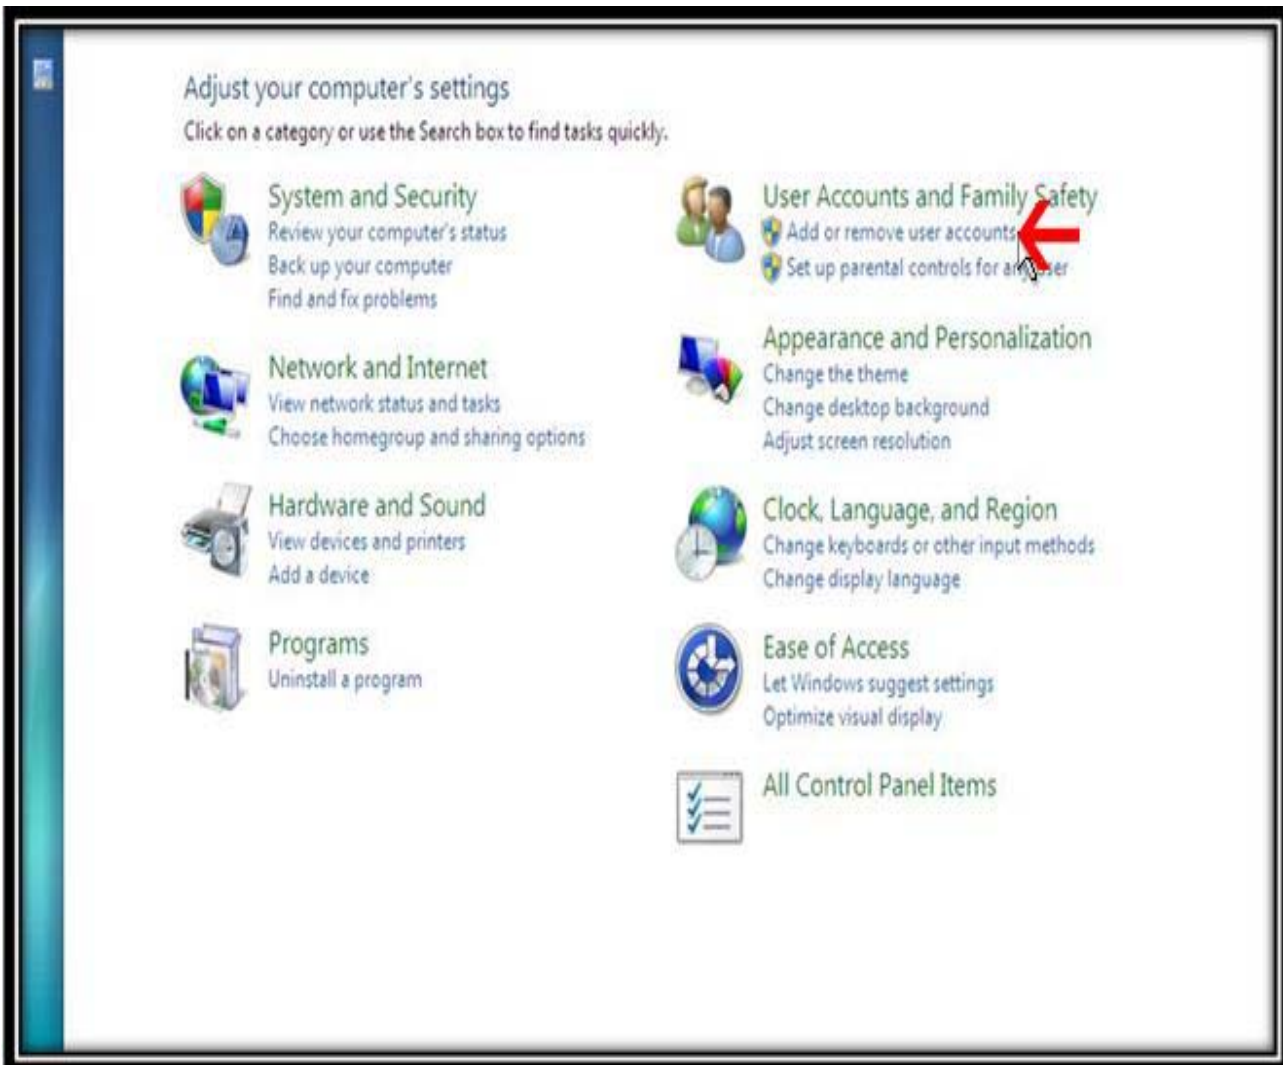 Adjust your computer's settings
Click on a category or use the Search box to find tasks quickly.
System and Security
Review your computer's status
Back up your computer
Find and fix problems
Network and Internet
View network status and tasks
Choose homegroup and sharing options
Hardware and Sound
View devices and printers
Add a device
Programs
Uninstall a program
User Accounts and Family Safety
Add or remove user accounts
Set up parental controls for any user
Appearance and Personalization
Change the theme
Change desktop background
Adjust screen resolution
Clock, Language, and Region
Change keyboards or other input methods
Change display language
Ease of Access
Let Windows suggest settings
Optimize visual display
All Control Panel Items